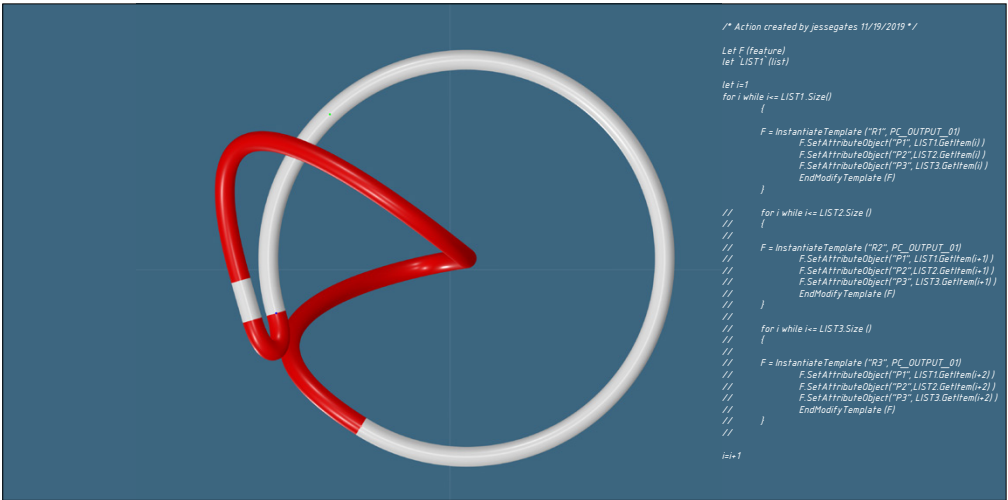 /* Action created by jessegates 11/19/2019 */
Let F (feature)
let `LIST1` (list)
let i=1
for i while i<= LIST1 .Size()
{
F = InstantiateTemplate ("R1", PC_OUTPUT_01)
F.SetAttributeObject("P1", LIST1.GetItem(i) )
F.SetAttributeObject("P2",LIST2.GetItem(i) )
F.SetAttributeObject("P3", LIST3.GetItem(i) )
EndModifyTemplate (F)
}
// for i while i<= LIST2.Size ()
// {
//
// F = InstantiateTemplate ("R2", PC_OUTPUT_01)
// F.SetAttributeObject("P1", LIST1.GetItem(i+1) )
// F.SetAttributeObject("P2",LIST2.GetItem(i+1) )
// F.SetAttributeObject("P3", LIST3.GetItem(i+1) )
// EndModifyTemplate (F)
// }
//
// for i while i<= LIST3.Size ()
// {
//
// F = InstantiateTemplate ("R3", PC_OUTPUT_01)
// F.SetAttributeObject("P1", LIST1.GetItem(i+2) )
// F.SetAttributeObject("P2",LIST2.GetItem(i+2) )
// F.SetAttributeObject("P3", LIST3.GetItem(i+2) )
// EndModifyTemplate (F)
// }
//
i=i+1